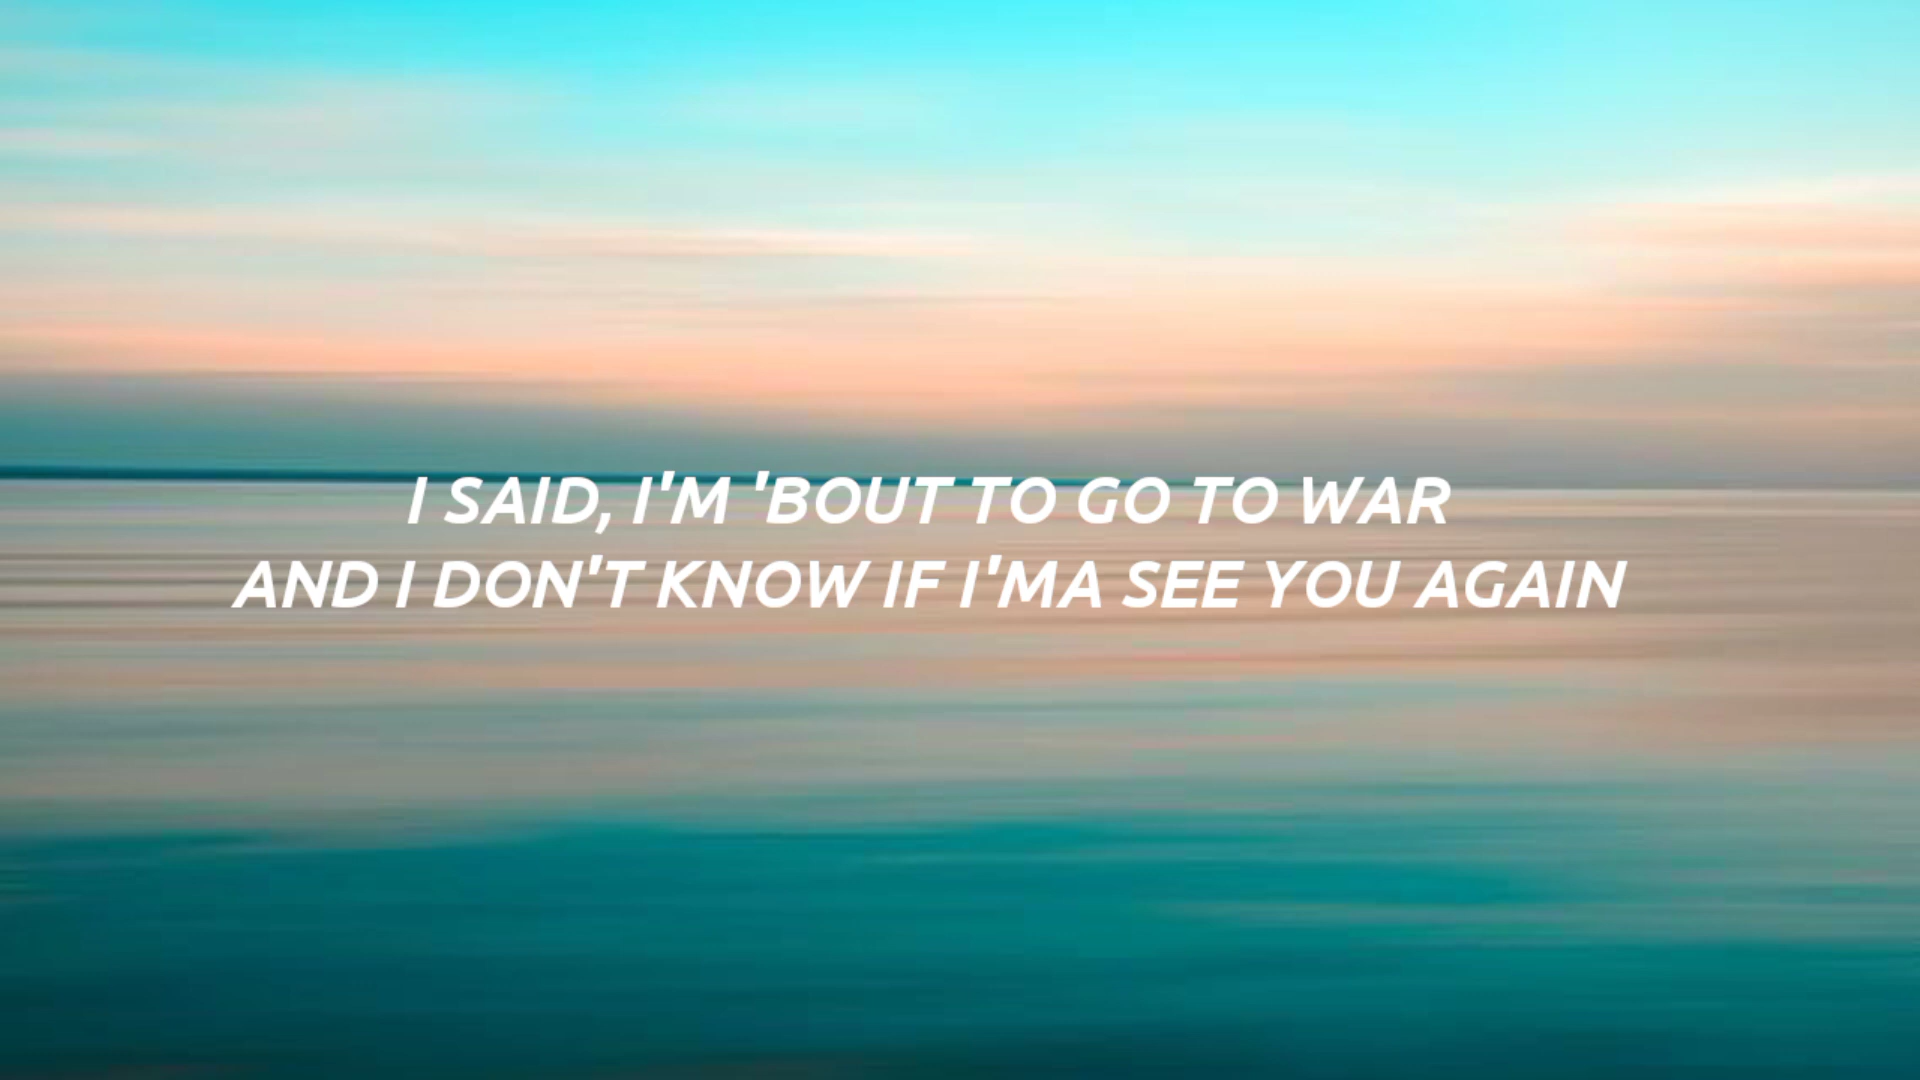 I SAID, I'M 'BOUT TO GO TO WAR
AND I DON'T KNOW IF I'MA SEE YOU AGAIN